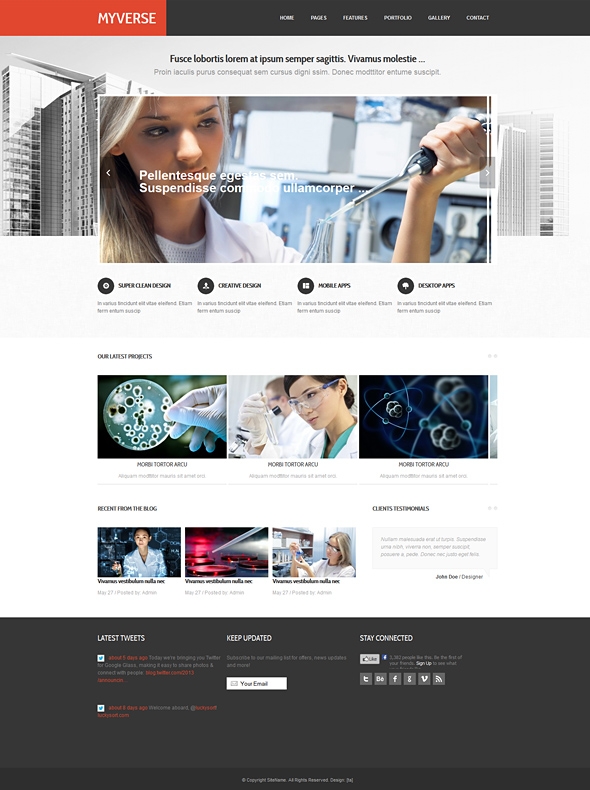 MYVERSE
HOME PAGES FEATURES PORTFOLIO GALLERY CONTACT
Fusce lobortis lorem at ipsum semper sagittis. Vivamus molestie ...
Proin iaculis purus consequat sem cursus digni ssim. Donec modttitor entume suscipit.
Pellentesque egestas sem.
Suspendisse commodo ullamcorper ...
SUPER CLEAN DESIGN
In varius tincidunt elit vitae eleifend. Etiam
ferm entum suscip
CREATIVE DESIGN
In varius tincidunt elit vitae eleifend. Etiam
ferm entum suscip
MOBILE APPS
In varius tincidunt elit vitae eleifend. Etiam
ferm entum suscip
DESKTOP APPS
In varius tincidunt elit vitae eleifend. Etiam
ferm entum suscip
OUR LATEST PROJECTS
MORBI TORTOR ARCU
Aliquam modttitor mauris sit amet orci.
MORBI TORTOR ARCU
Aliquam modttitor mauris sit amet orci.
MORBI TORTOR ARCU
Aliquam modttitor mauris sit amet orci.
RECENT FROM THE BLOG
Vivamus vestibulum nulla nec
May 27 / Posted by: Admin
Vivamus vestibulum nulla nec
May 27 / Posted by: Admin
Vivamus vestibulum nulla nec
May 27 / Posted by: Admin
CLIENTS TESTIMONIALS
Nullam malesuada erat ut turpis. Suspendisse
urna nibh, viverra non, semper suscipit,
posuere a, pede. Donec nec justo eget felis.
John Doe / Designer
LATEST TWEETS
about 5 days ago Today we're bringing you Twitter
for Google Glass, making it easy to share photos &
connect with people. blog.twitter.com/2013
about 9 days ago Welcome aboard,
KEEP UPDATED
Subscribe to our mailing list for offers, news updates
and more!
Your Email
STAY CONNECTED
Like
people like this. Be the first of
your friends. Sign Up to see what
© Copyright Sitename. All Rights Reserved. Design: